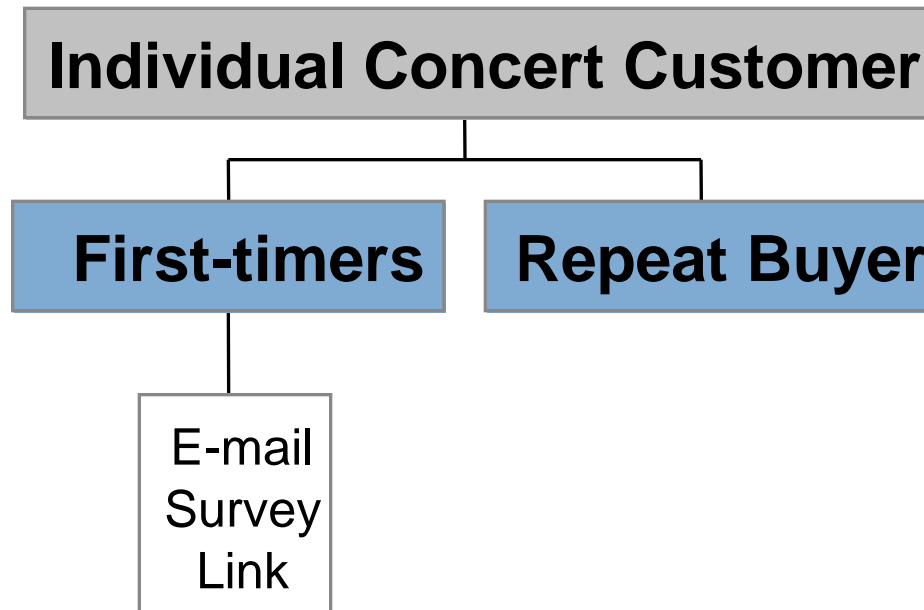 Individual Concert Customer
First-timers
Repeat Buyer
E-mail
Survey
Link